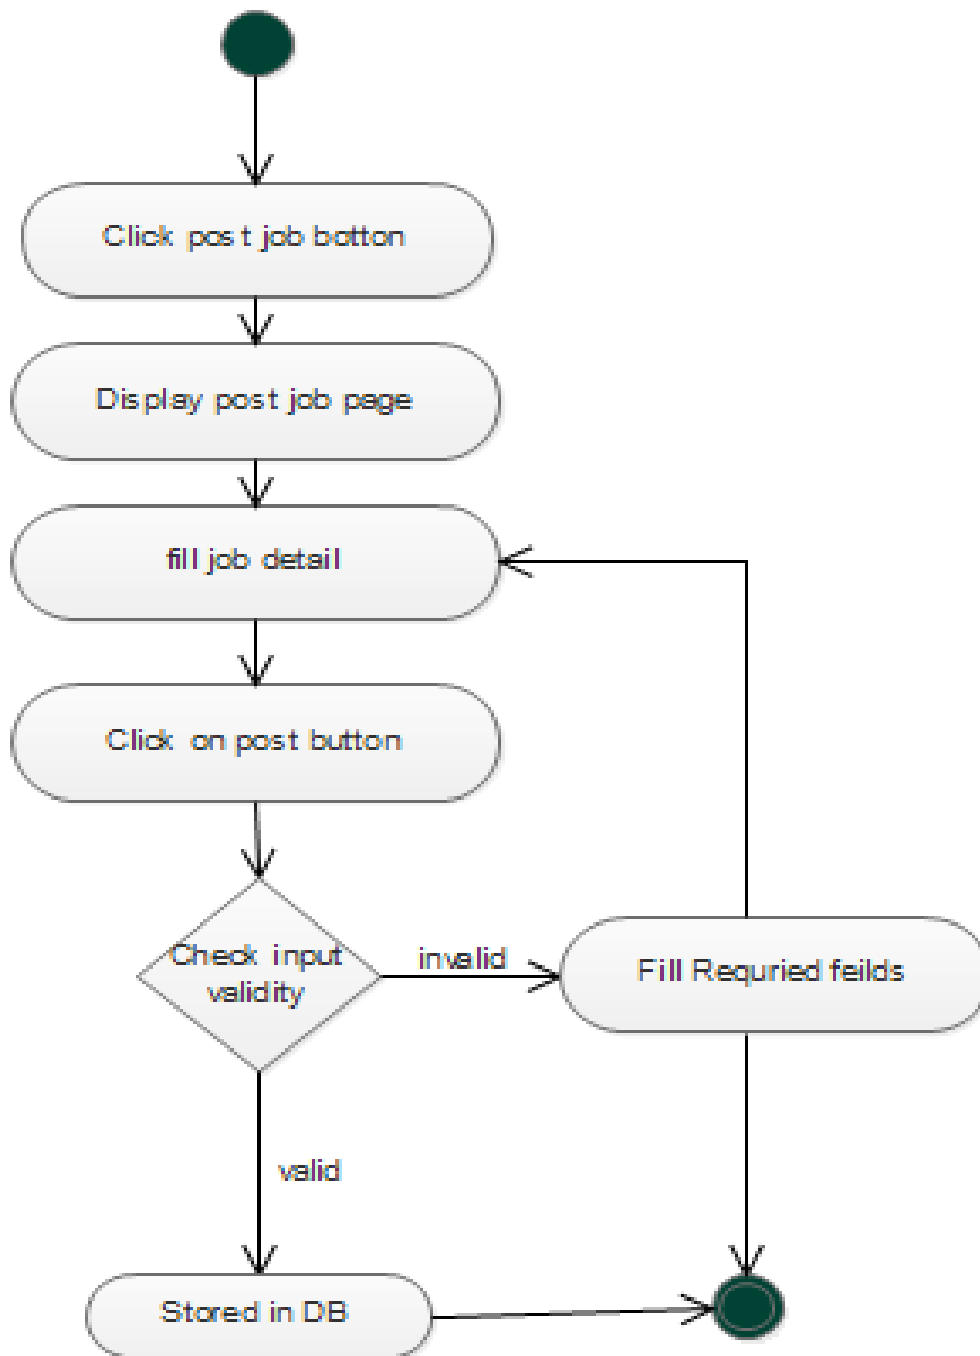 Click post job botton
Display post job page
fill job detail
Click on post button
Check input
validity
invalid
Fill Requried feilds
valid
Stored in DB